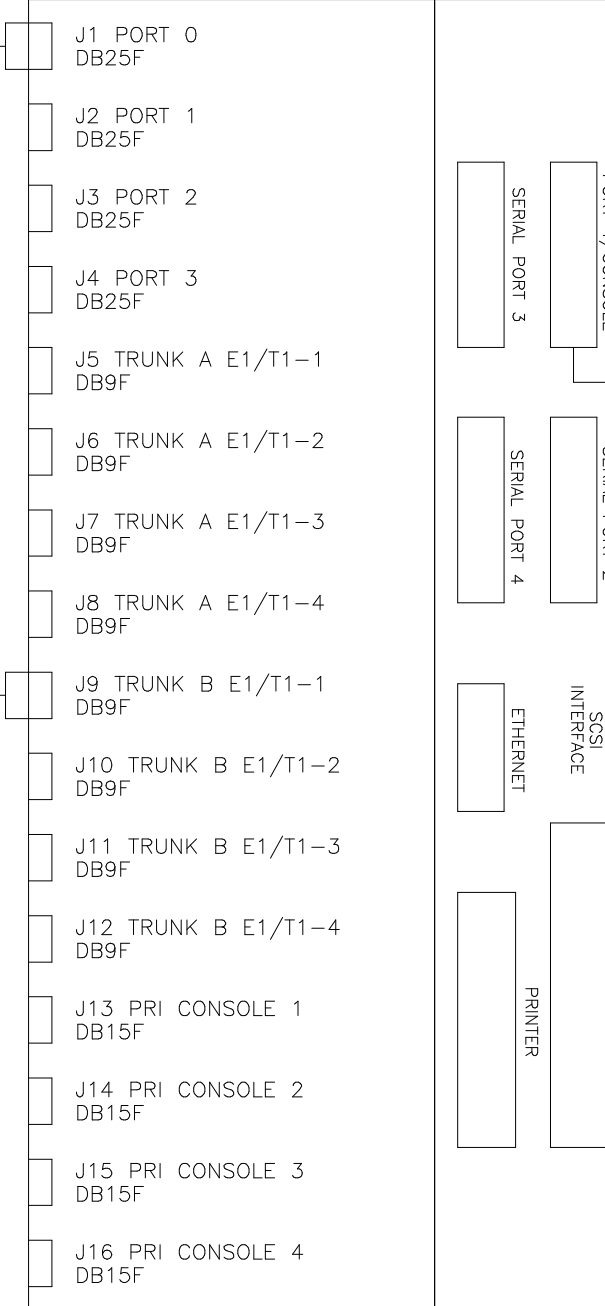 J1 PORT 0
DB25F
J2 PORT 1
DB25F
J3 PORT 2
DB25F
J4 PORT 3
DB25F
J5 TRUNK A E1/T1-1
DB9F
J6 TRUNK A E1/T1-2
DB9F
J7 TRUNK A E1/T1-3
DB9F
J8 TRUNK A E1/T1-4
DB9F
J9 TRUNK B E1/T1-1
DB9F
J10 TRUNK B E1/T1-2
DB9F
J11 TRUNK B E1/T1-3
DB9F
J12 TRUNK B E1/T1-4
DB9F
J13 PRI CONSOLE 1
DB15F
J14 PRI CONSOLE 2
DB15F
J15 PRI CONSOLE 3
DB15F
J16 PRI CONSOLE 4
DB15F
SERIAL PORT 3
SERIAL PORT 4
ETHERNET
PRINTER
SCSI
INTERFACE